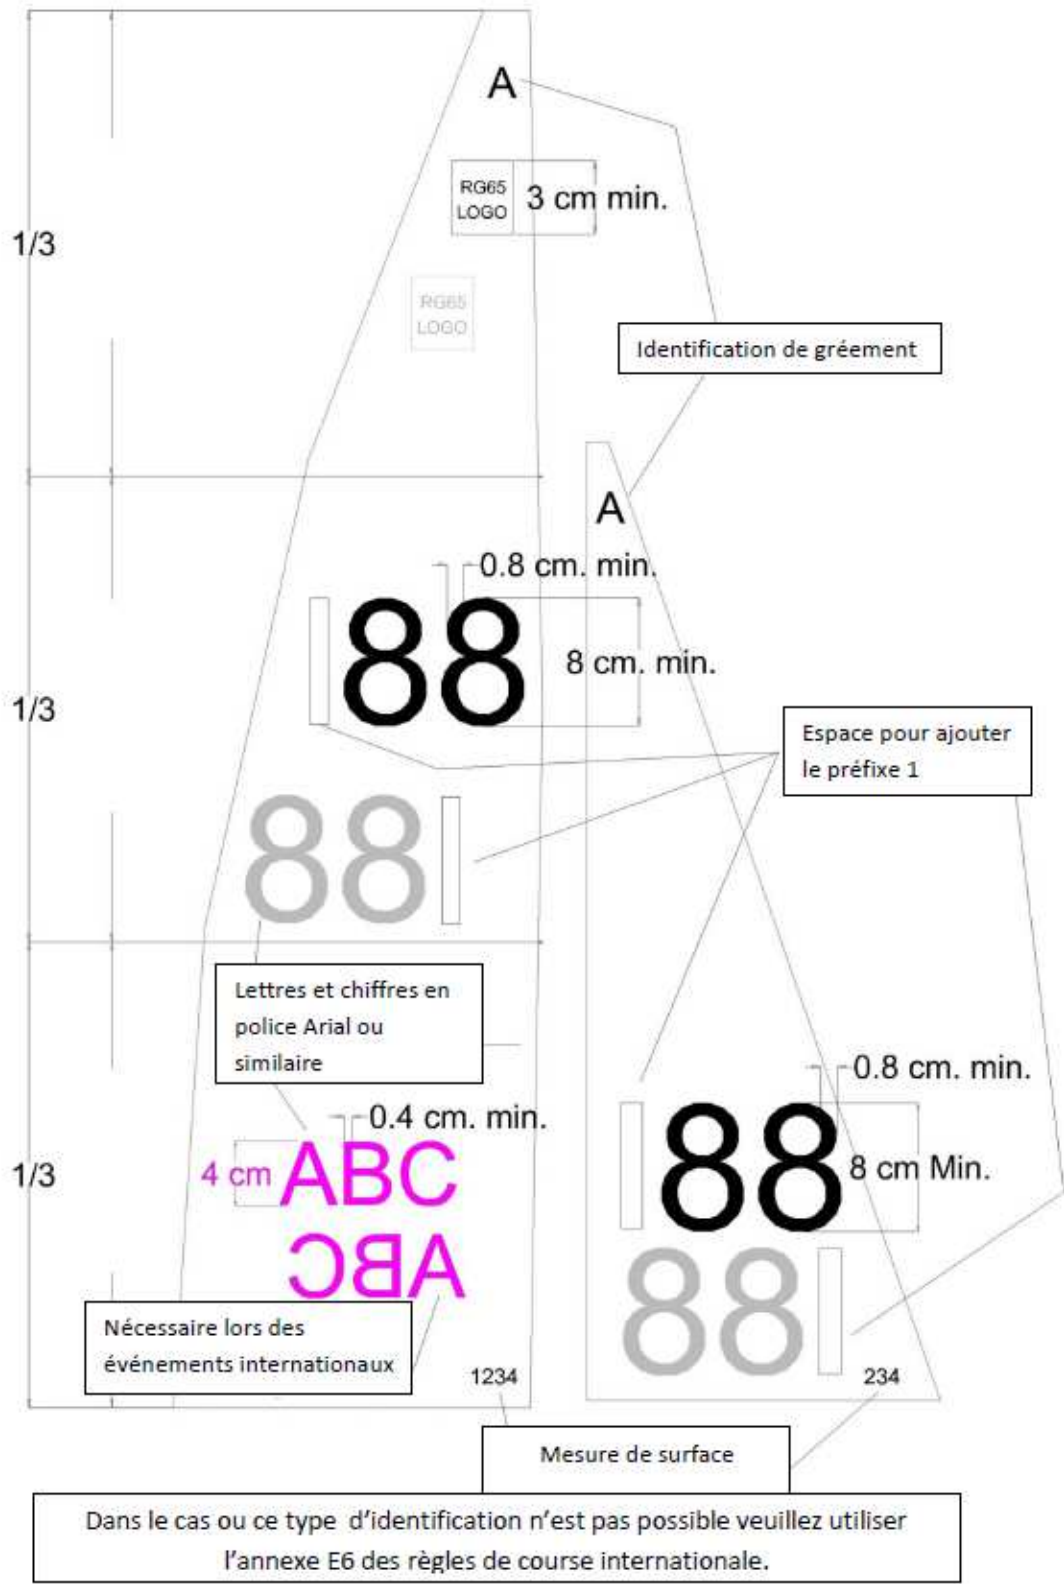 A
RG65
LOGO
3 cm min.
1/3
RG65
LOGO
Identification de gréement
A
0.8 cm. min.
88
8 cm. min.
1/3
Espace pour ajouter
le préfixe 1
88
Lettres et chiffres en
police Arial ou
similaire
0.8 cm. min.
0.4 cm. min.
88
8 cm Min.
1/3
4 cm
ABC
ABC
88
Nécessaire lors des
événements internationaux
1234
234
Mesure de surface
Dans le cas ou ce type d’identification n’est pas possible veuillez utiliser
l’annexe E6 des règles de course internationale.